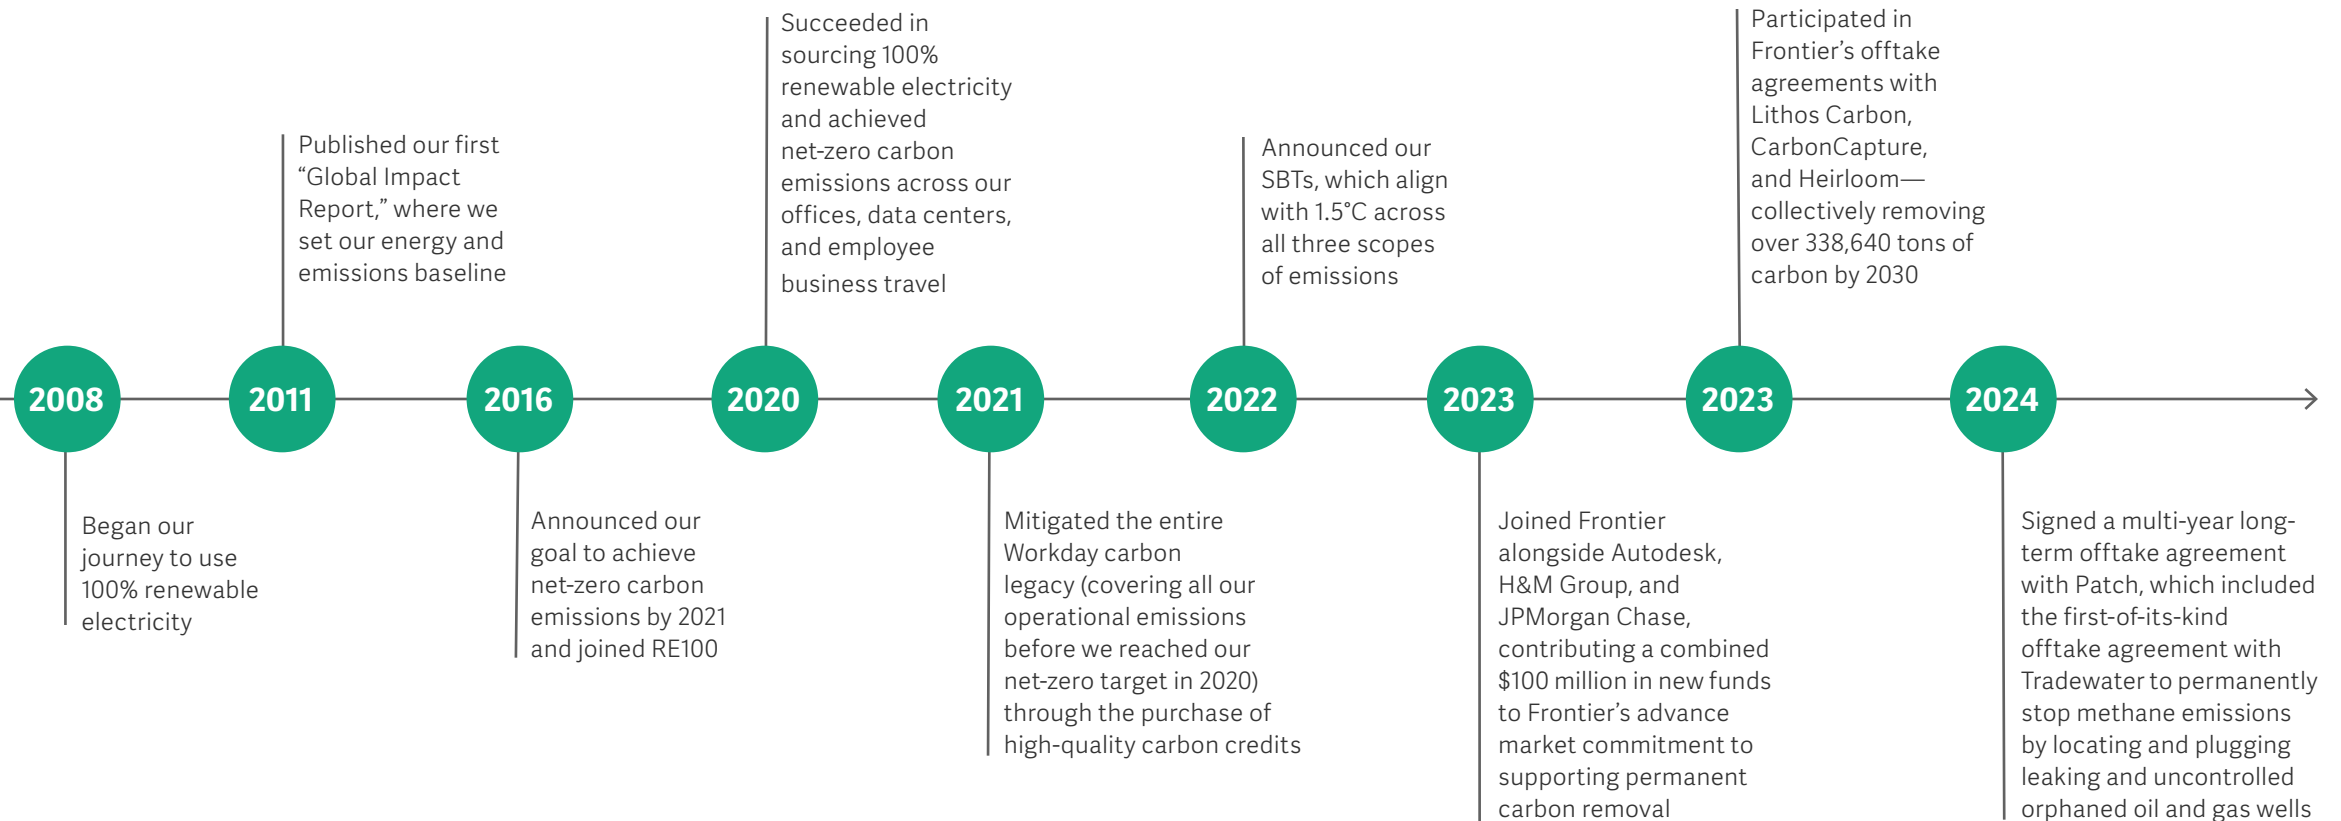 2008
Began our
journey to use
100% renewable
electricity
2011
Published our first
“Global Impact
Report,” where we
set our energy and
emissions baseline
2016
Announced our
goal to achieve
net-zero carbon
emissions by 2021
and joined RE100
2020
Succeeded in
sourcing 100%
renewable electricity
and achieved
net-zero carbon
emissions across our
offices, data centers,
and employee
business travel
2021
Mitigated the entire
Workday carbon
legacy (covering all our
operational emissions
before we reached our
net-zero target in 2020)
through the purchase of
high-quality carbon credits
2022
Announced our
SBTs, which align
with 1.5°C across
all three scopes
of emissions
2023
Joined Frontier
alongside Autodesk,
H&M Group, and
JPMorgan Chase,
contributing a combined
$100 million in new funds
to Frontier’s advance
market commitment to
supporting permanent
carbon removal
2023
Participated in
Frontier’s offtake
agreements with
Lithos Carbon,
CarbonCapture,
and Heirloom—
collectively removing
over 338,640 tons of
carbon by 2030
2024
Signed a multi-year long-
term offtake agreement
with Patch, which included
the first-of-its-kind
offtake agreement with
Tradewater to permanently
stop methane emissions
by locating and plugging
leaking and uncontrolled
orphaned oil and gas wells